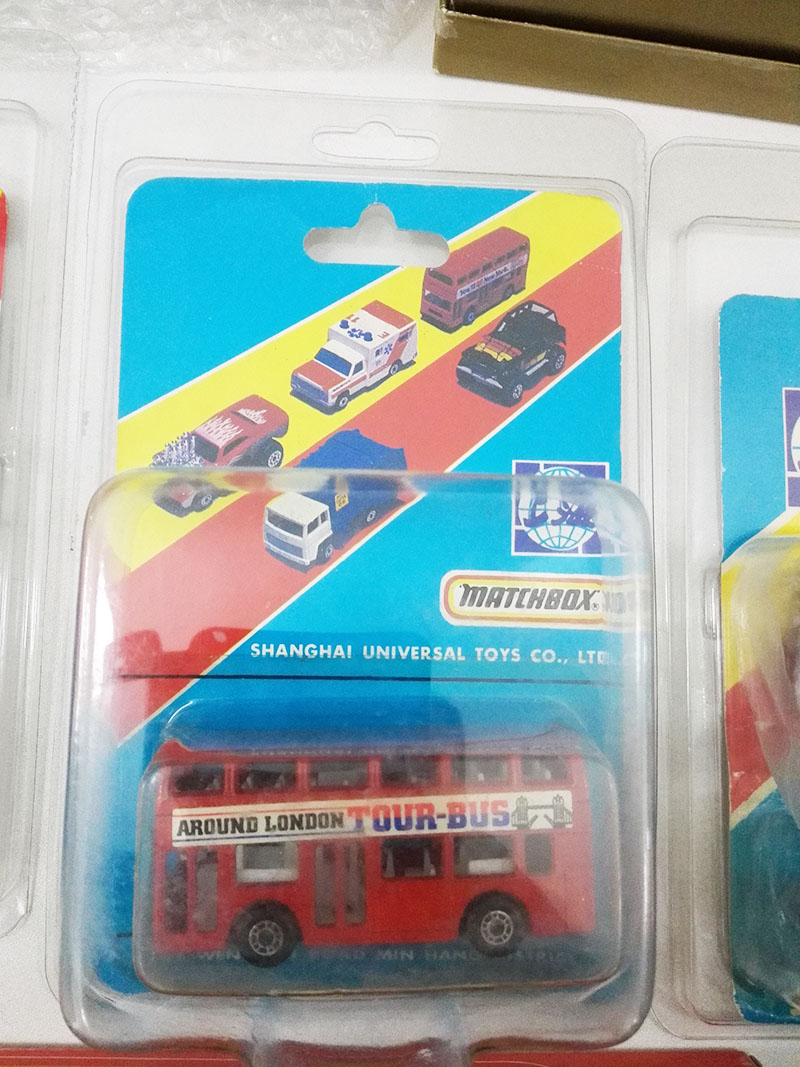 MATCHBOX®
SHANGHAI UNIVERSAL TOYS CO., LTD.
AROUND LONDON TOUR-BUS